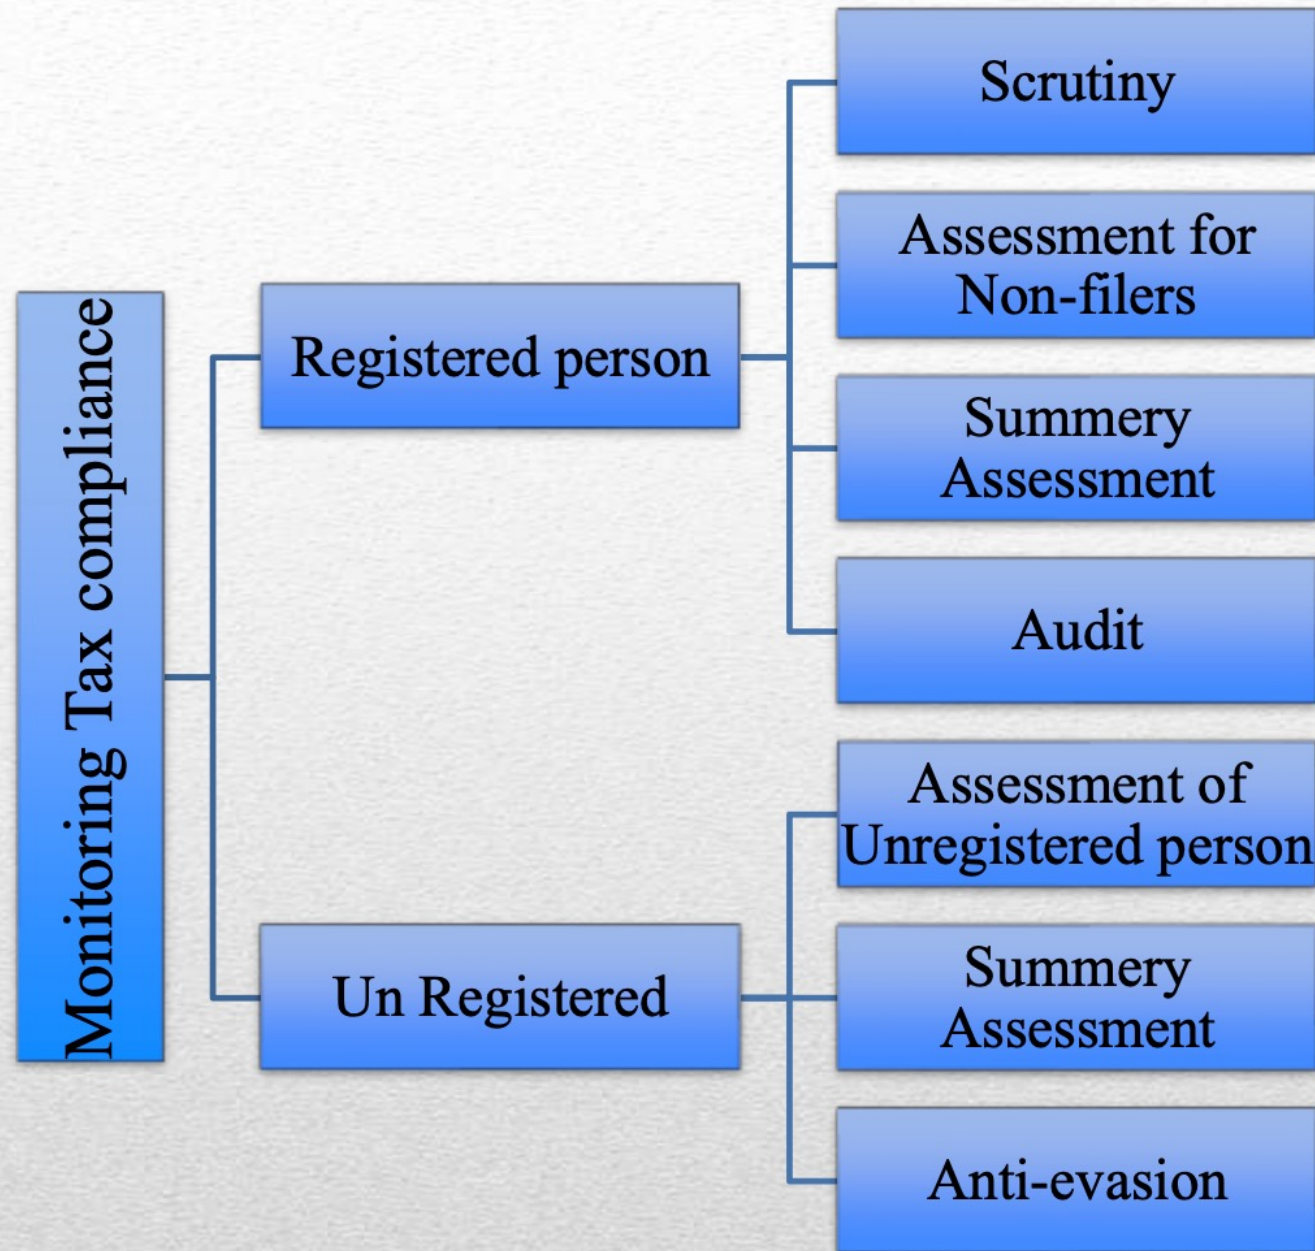 Monitoring Tax compliance
Registered person
Scrutiny
Assessment for
Non-filers
Summery
Assessment
Audit
Un Registered
Assessment of
Unregistered person
Summery
Assessment
Anti-evasion